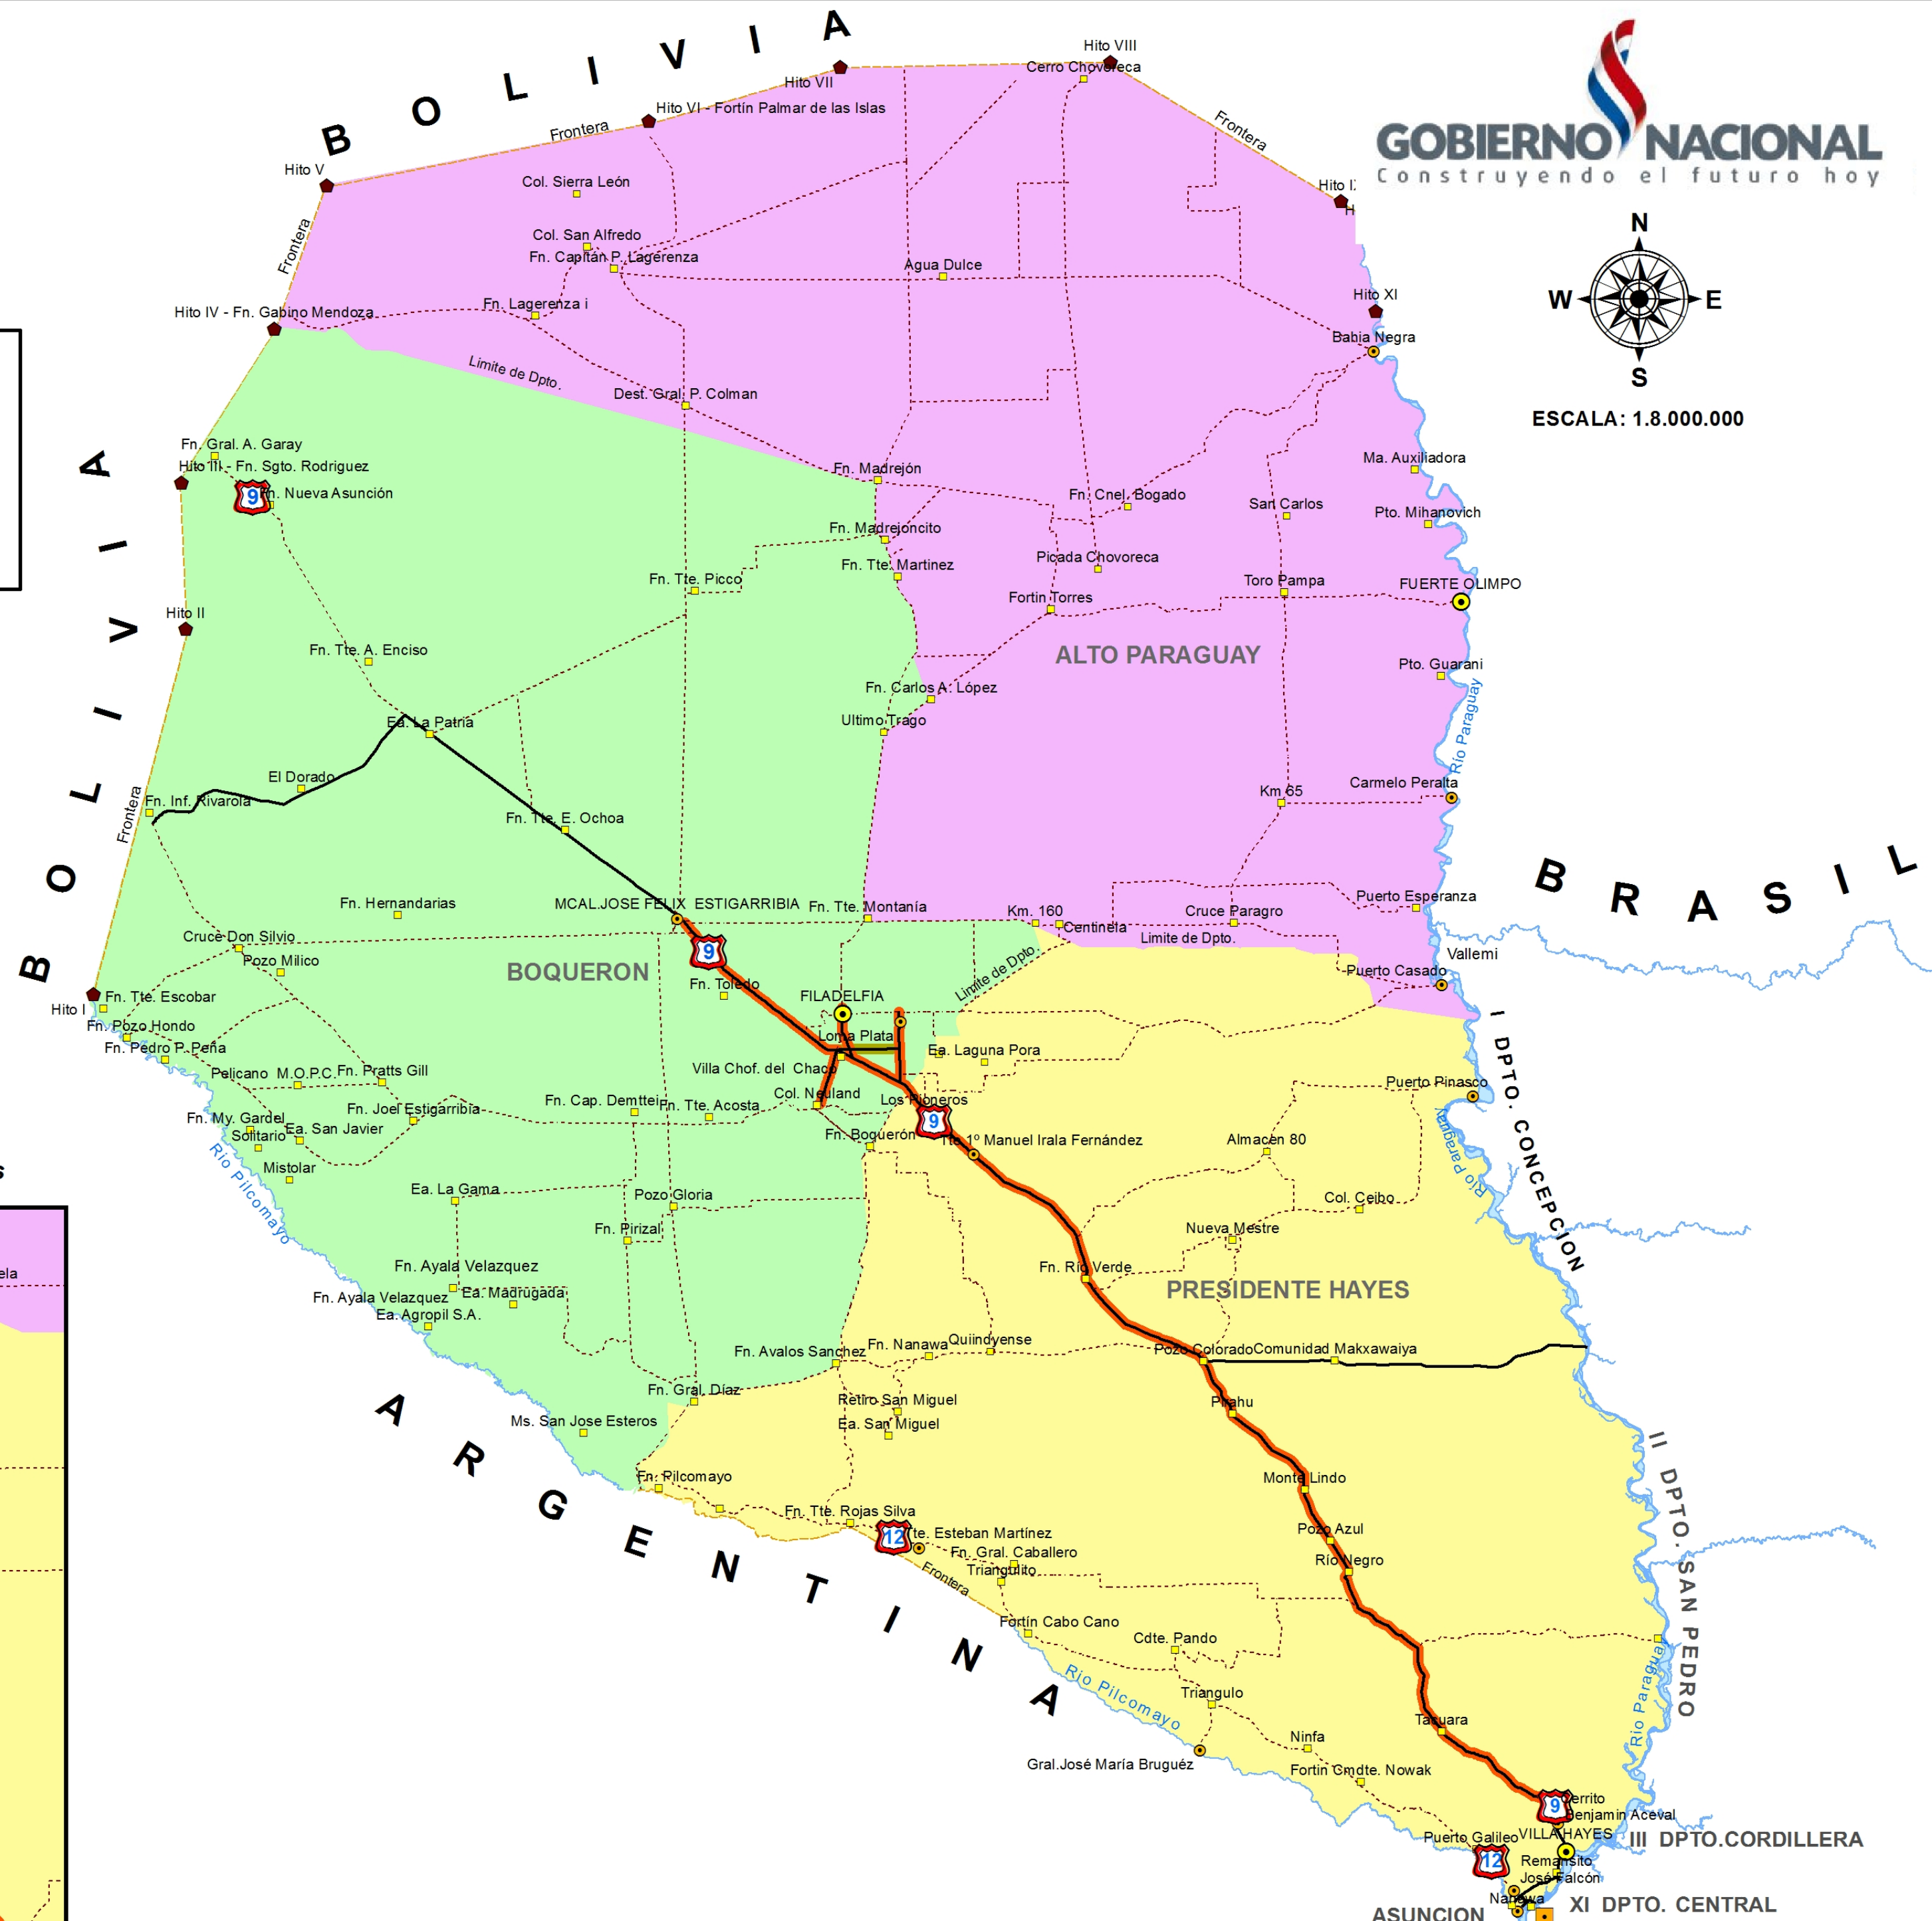 BOLIVIA
Hito VIII
Cerro Chovoreca
Hito VII
Hito VI - Fortín Palmar de las Islas
Frontera
Frontera
GOBIERNO NACIONAL
Construyendo el futuro hoy
Hito V
Col. Sierra León
Hito I
H
N
W
E
S
ESCALA: 1.8.000.000
Frontera
Col. San Alfredo
Fn. Capitán P. Lagerenza
Agua Dulce
Fn. Lagerenza i
Hito XI
Hito IV - Fn. Gabino Mendoza
Bahia Negra
Limite de Dpto.
Dest. Gral. P. Colman
BOLIVIA
Fn. Gral. A. Garay
Hito III - Fn. Sgto. Rodriguez
9
Fn. Nueva Asunción
Fn. Madrejón
Ma. Auxiliadora
Fn. Cnel. Bogado
San Carlos
Pto. Mihanovich
Fn. Madrejoncito
Fn. Tte. Martinez
Picada Chovoreca
Fn. Tte. Picco
Toro Pampa
FUERTE OLIMPO
Fortin Torres
Hito II
Fn. Tte. A. Enciso
ALTO PARAGUAY
Pto. Guarani
Fn. Carlos A. López
Ultimo Trago
Río Paraguay
Ea. La Patria
El Dorado
Fn. Inf. Rivarola
Frontera
Km 65
Carmelo Peralta
Fn. Tte. E. Ochoa
BRASIL
Fn. Hernandarias
MCAL.JOSE FELIX ESTIGARRIBIA
Fn. Tte. Montanía
Km. 160
Centinela
Cruce Paragro
Puerto Esperanza
Limite de Dpto.
Limite de Dpto.
Cruce Don Silvio
Pozo Milico
BOQUERON
9
Fn. Toledo
Vallemi
Puerto Casado
FILADELFIA
Hito I
Fn. Tte. Escobar
Fn. Pozo Hondo
Fn. Pedro P. Peña
Loma Plata
Ea. Laguna Pora
Villa Chof. del Chaco
Pelicano M.O.P.C.
Fn. Pratts Gill
Col. Neuland
Los Pioneros
Puerto Pinasco
I DPTO. CONCEPCION
Fn. Cap. Demttei
Fn. Tte. Acosta
Fn. Joel Estigarribia
Fn. My. Gardel
Ea. San Javier
Solitario
Mistolar
Rio Pilcomayo
Fn. Boquerón
9
Tte 1º Manuel Irala Fernández
Almacén 80
Río Paraguay
Ea. La Gama
Pozo Gloria
Col. Ceibo
Fn. Pirizal
Nueva Mestre
Fn. Ayala Velazquez
Fn. Ayala Velazquez
Ea. Madrugada
Ea. Agropil S.A.
Fn. Río Verde
PRESIDENTE HAYES
Fn. Avalos Sanchez
Fn. Nanawa
Quiindyense
Pozo Colorado
Comunidad Makxawaiya
Fn. Gral. Díaz
Retiro San Miguel
Ea. San Miguel
Pirahu
Ms. San Jose Esteros
ARGENTINA
II DPTO. SAN PEDRO
Fn. Pilcomayo
Monte Lindo
Fn. Tte. Rojas Silva
12
Tte. Esteban Martínez
Pozo Azul
Fn. Gral. Caballero
Triangulito
Río Negro
Frontera
Fortín Cabo Cano
Cdte. Pando
Rio Pilcomayo
Triangulo
Rio Paraguay
Tacuara
Ninfa
Gral.José María Bruguéz
Fortin Cmdte. Nowak
9
Cerrito
Benjamin Aceval
Puerto Galileo
VILLA HAYES
III DPTO.CORDILLERA
12
Remansito
José Falcón
Nanawa
XI DPTO. CENTRAL
ASUNCION
ela
s